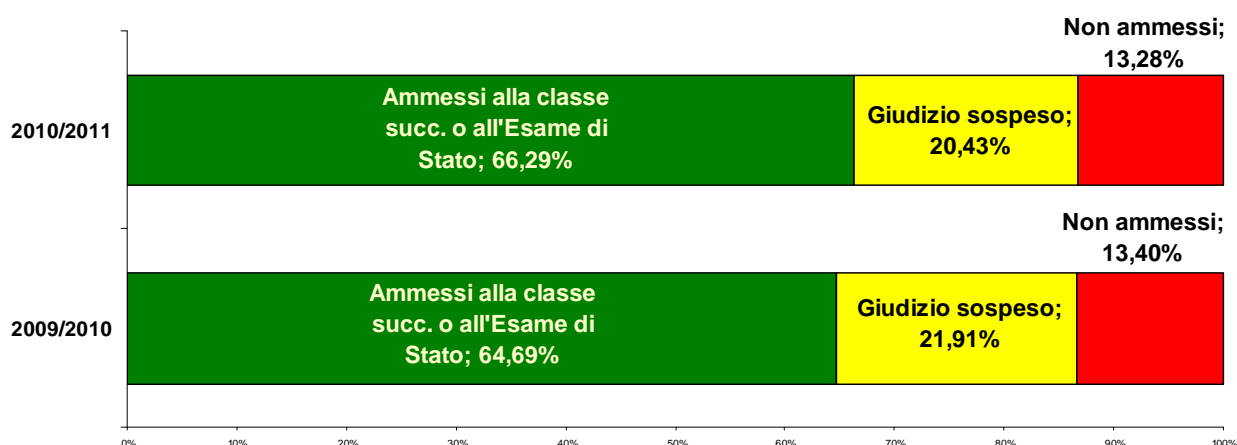 Non ammessi;
13,28%
2010/2011
Ammessi alla classe
succ. o all'Esame di
Stato; 66,29%
Giudizio sospeso;
20,43%
Non ammessi;
13,40%
2009/2010
Ammessi alla classe
succ. o all'Esame di
Stato; 64,69%
Giudizio sospeso;
21,91%
0% 10% 20% 30% 40% 50% 60% 70% 80% 90% 100%